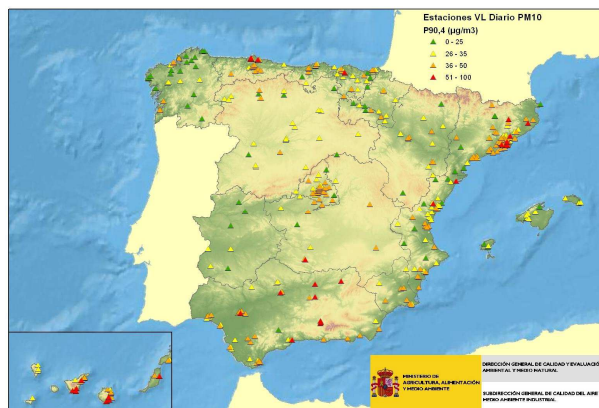 Estaciones VL Diario PM10
P90,4 (µg/m3)
0 - 25
26 - 35
36 - 50
51 - 100
MINISTERIO
DE AGRICULTURA, ALIMENTACIÓN
Y MEDIO AMBIENTE
DIRECCIÓN GENERAL DE CALIDAD Y EVALUACIÓ
AMBIENTAL Y MEDIO NATURAL
SUBDIRECCIÓN GENERAL DE CALIDAD DEL AIRE
MEDIO AMBIENTE INDUSTRIAL